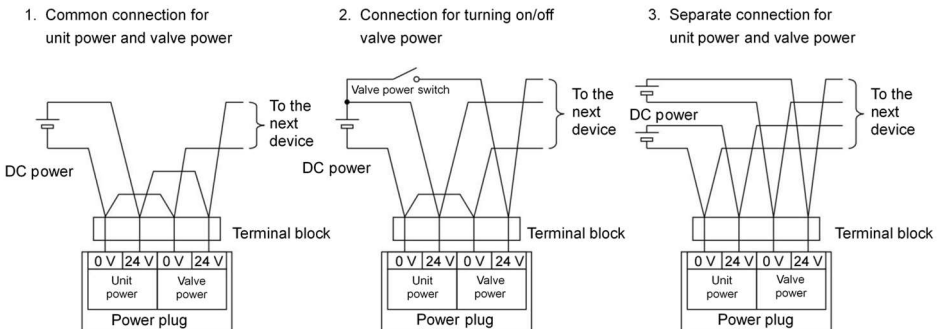 1. Common connection for
unit power and valve power
To the
next
device
DC power
Terminal block
0 V 24 V 0 V 24 V
Unit
power
Valve
power
Power plug
2. Connection for turning on/off
valve power
Valve power switch
To the
next
device
DC power
Terminal block
0 V 24 V 0 V 24 V
Unit
power
Valve
power
Power plug
3. Separate connection for
unit power and valve power
DC power
To the
next
device
Terminal block
0 V 24 V 0 V 24 V
Unit
power
Valve
power
Power plug